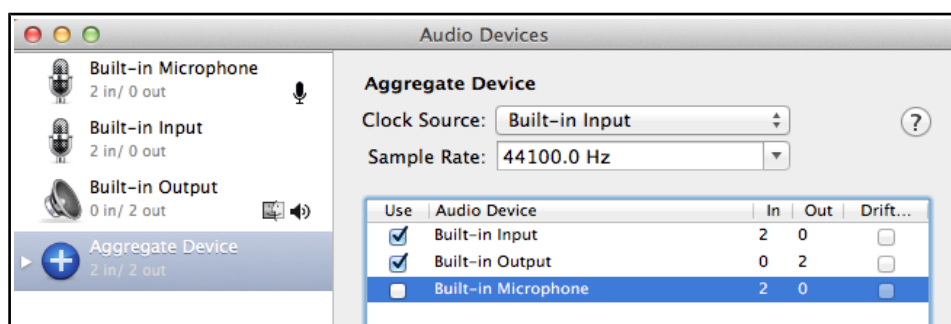 Audio Devices
Built-in Microphone
2 in/ 0 out
Built-in Input
2 in/ 0 out
Built-in Output
0 in/ 2 out
Aggregate Device
2 in/ 2 out
Aggregate Device
Clock Source: Built-in Input
?
Sample Rate: 44100.0 Hz
Use Audio Device In Out Drift...
Built-in Input 2 0
Built-in Output 0 2
Built-in Microphone 2 0